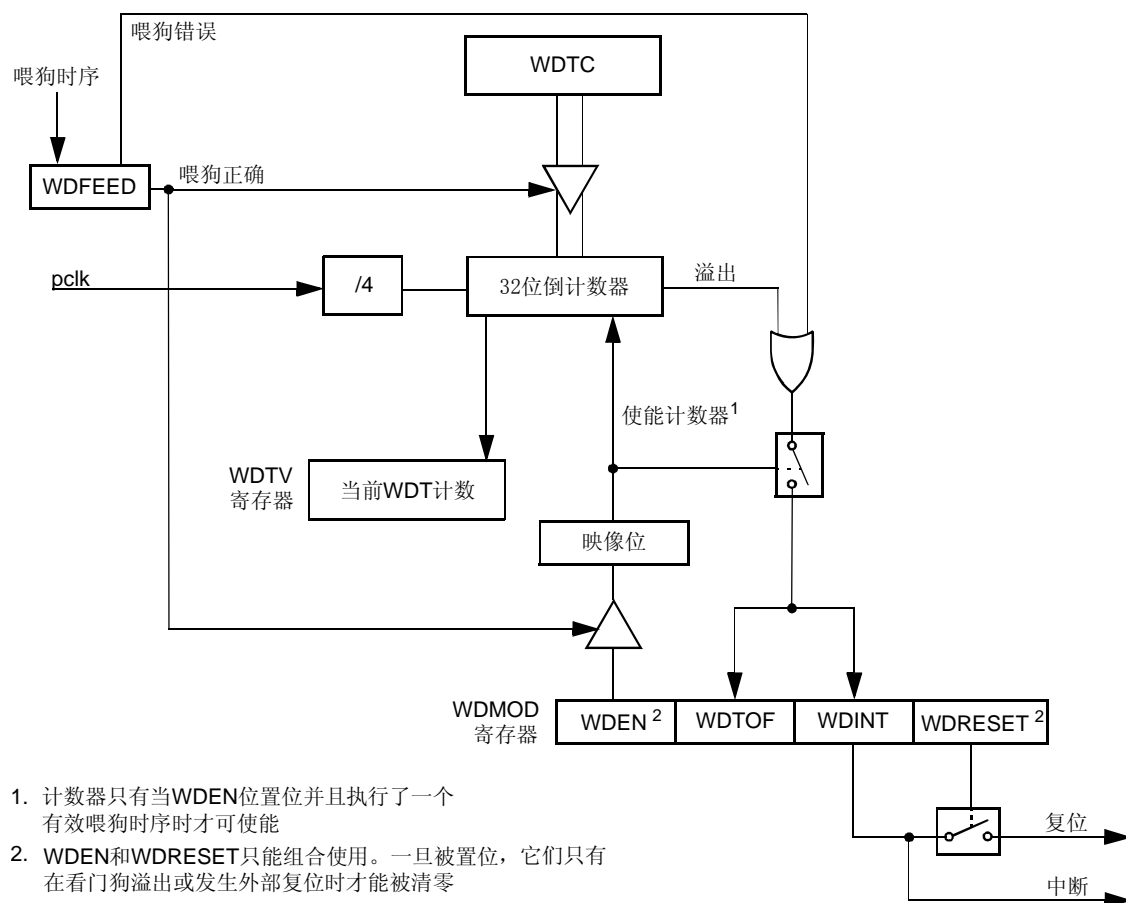 喂狗错误
WDTC
喂狗时序
WDFEED
喂狗正确
pclk
/4
32位倒计数器
溢出
使能计数器1
WDTV
寄存器
当前WDT计数
映像位
WDMOD
寄存器
WDEN 2
WDTOF
WDINT
WDRESET 2
复位
中断
1. 计数器只有当WDEN位置位并且执行了一个
有效喂狗时序时才可使能
2. WDEN和WDRESET只能组合使用。一旦被置位，它们只有
在看门狗溢出或发生外部复位时才能被清零